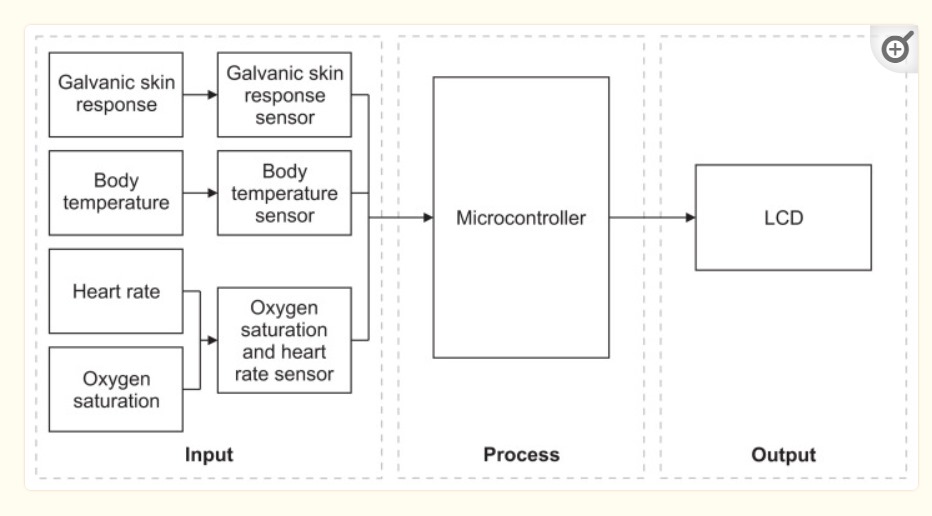 Galvanic skin
response
Galvanic skin
response
sensor
Body
temperature
Body
temperature
sensor
Heart rate
Oxygen
saturation
Oxygen
saturation
and heart
rate sensor
Input
Microcontroller
Process
LCD
Output